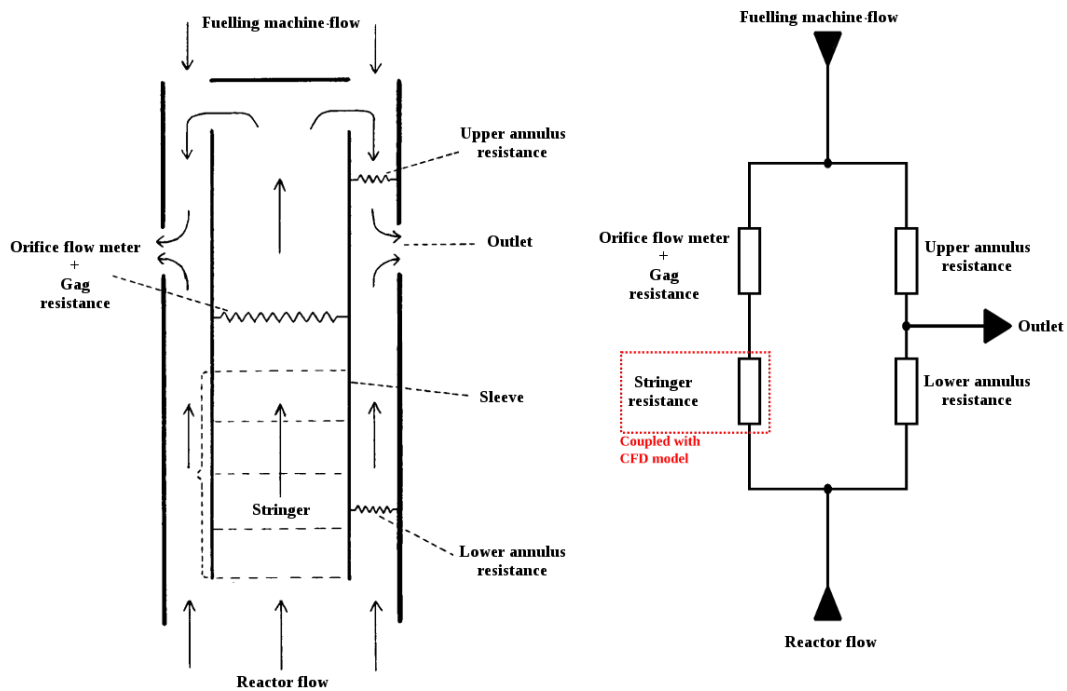 Fuelling machine flow
Upper annulus
resistance
Orifice flow meter
+
Gag
resistance
Outlet
Sleeve
Stringer
Lower annulus
resistance
Reactor flow
Fuelling machine flow
Orifice flow meter
+
Gag
resistance
Upper annulus
resistance
Outlet
Stringer
resistance
Lower annulus
resistance
Coupled with
CFD model
Reactor flow